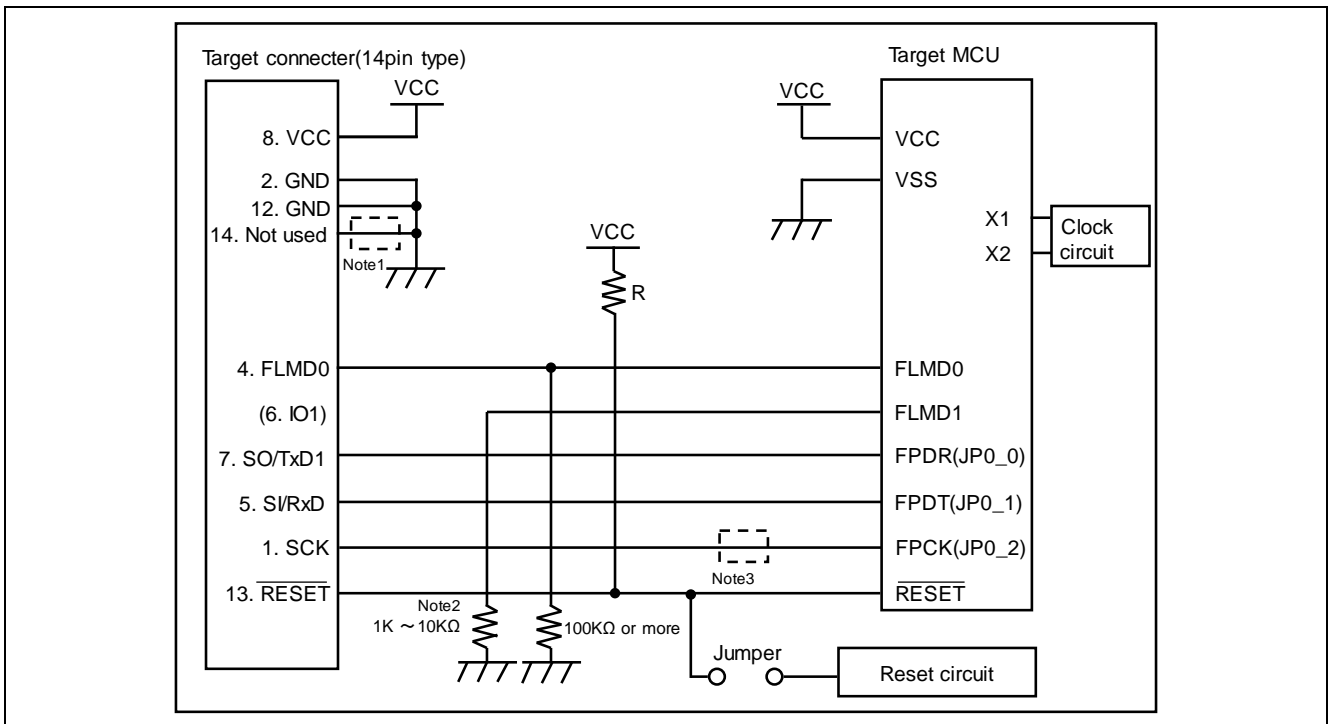 Target connecter(14pin type)
Target MCU
VCC
VCC
8. VCC
VCC
2. GND
VSS
12. GND
14. Not used
Note1
X1
X2
Clock
circuit
VCC
R
4. FLMD0
FLMD0
(6. IO1)
FLMD1
7. SO/TxD1
FPDR(JP0_0)
5. SI/RxD
FPDT(JP0_1)
1. SCK
FPCK(JP0_2)
Note3
13. RESET
RESET
Note2
1K ～10KΩ
100KΩ or more
Jumper
Reset circuit